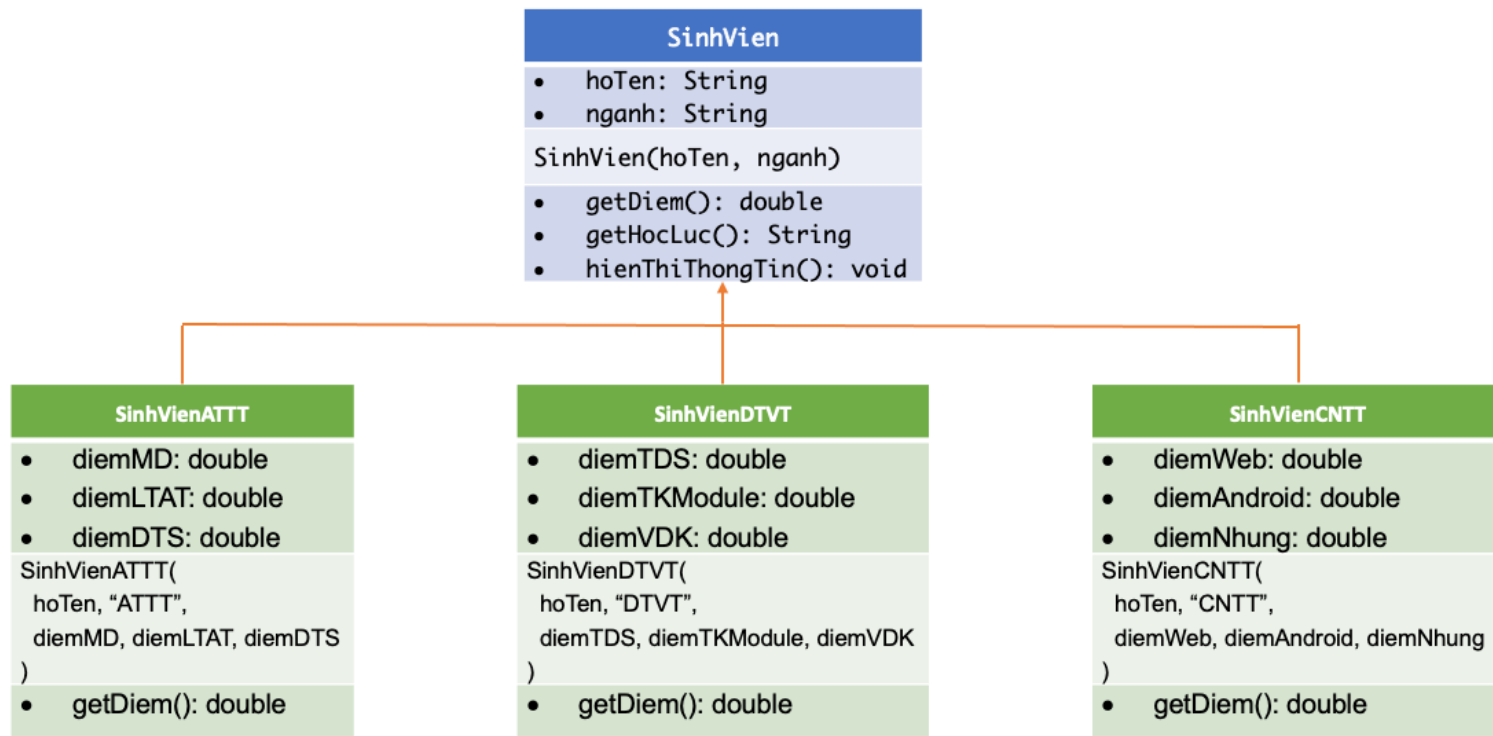 SinhVien
• hoTen: String
• nganh: String
SinhVien(hoTen, nganh)
• getDiem(): double
• getHocLuc(): String
• hienThiThongTin(): void
SinhVienATTT
• diemMD: double
• diemLTAT: double
• diemDTS: double
SinhVienATTT(
hoTen, “ATTT”,
diemMD, diemLTAT, diemDTS
)
• getDiem(): double
SinhVienDTVT
• diemTDS: double
• diemTKModule: double
• diemVDK: double
SinhVienDTVT(
hoTen, “DTVT”,
diemTDS, diemTKModule, diemVDK
)
• getDiem(): double
SinhVienCNTT
• diemWeb: double
• diemAndroid: double
• diemNhung: double
SinhVienCNTT(
hoTen, “CNTT”,
diemWeb, diemAndroid, diemNhung
)
• getDiem(): double